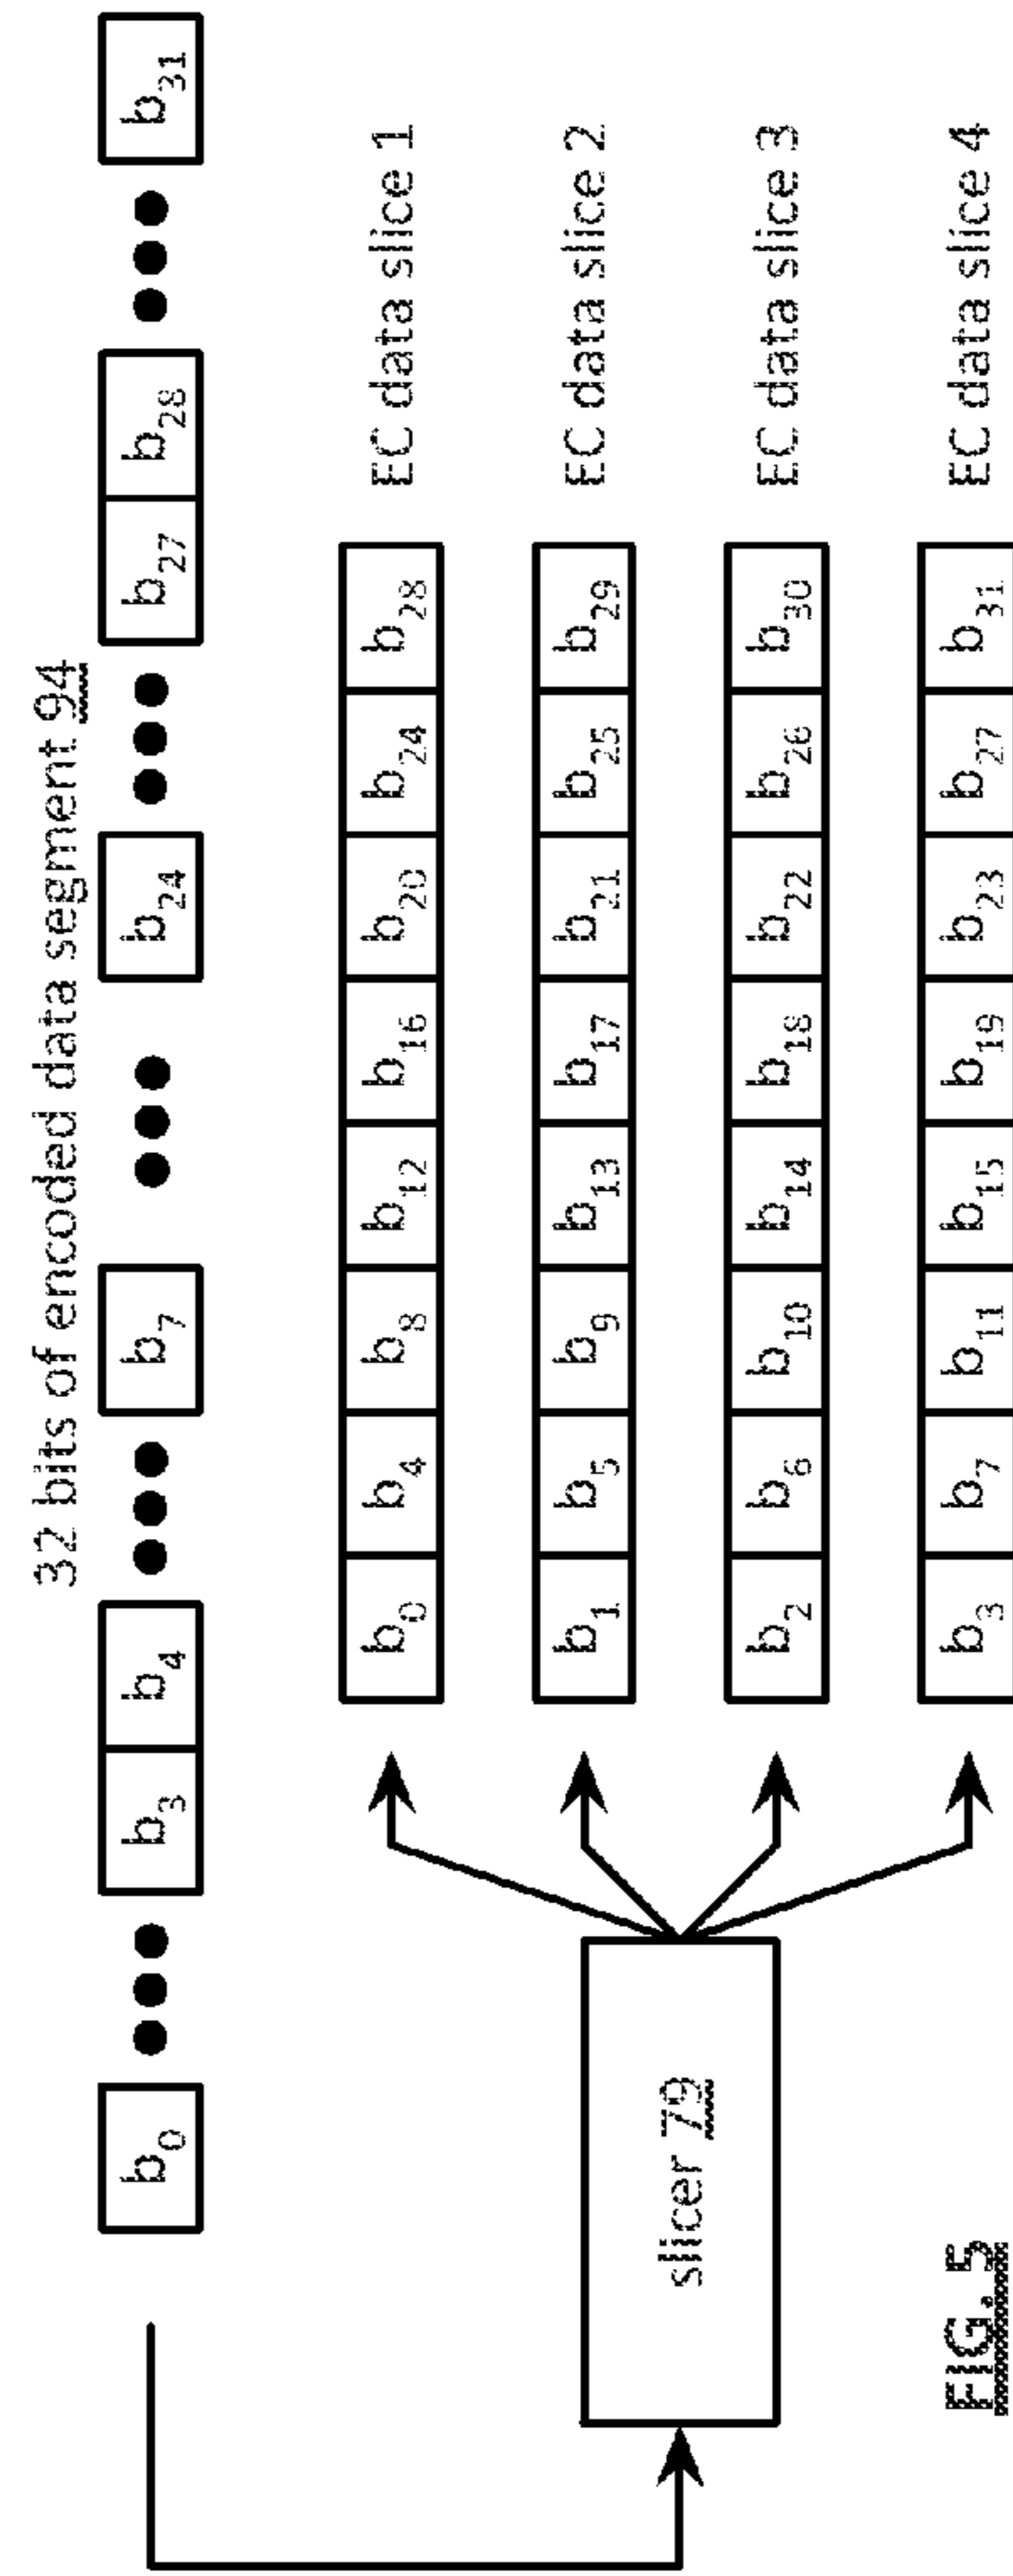 32 bits of encoded data segment 94
b0 b3 b4 b7 b24 b27 b28 b31
b0 b4 b8 b12 b16 b20 b24 b28 EC data slice 1
b1 b5 b9 b13 b17 b21 b25 b29 EC data slice 2
slicer 79
b2 b6 b10 b14 b18 b22 b26 b30 EC data slice 3
b3 b7 b11 b15 b19 b23 b27 b31 EC data slice 4
FIG. 5